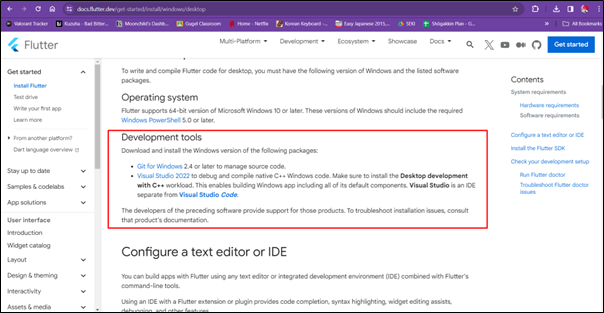 docs.flutter.dev/get-started/install/windows/desktop
Valorant Tracker
Kuzuha - Bad Bitter...
Moonchild's Dashb...
Gagel Classroom
Home - Netflix
Korean Keyboard -...
Easy Japanese 2015,...
SEKI
Shōgakkin Plan - G...
All Bookmarks
Flutter
Multi-Platform
Development
Ecosystem
Showcase
Docs
Get started
Get started
Install Flutter
Test drive
Write your first app
Learn more
From another platform?
Dart language overview
Stay up to date
Samples & codelabs
App solutions
User interface
Introduction
Widget catalog
Layout
Design & theming
Interactivity
Assets & media
To write and compile Flutter code for desktop, you must have the following version of Windows and the listed software
packages.
Operating system
Flutter supports 64-bit version of Microsoft Windows 10 or later. These versions of Windows should include the required
Windows PowerShell 5.0 or later.
Development tools
Download and install the Windows version of the following packages:
• Git for Windows 2.4 or later to manage source code.
• Visual Studio 2022 to debug and compile native C++ Windows code. Make sure to install the Desktop development
with C++ workload. This enables building Windows app including all of its default components. Visual Studio is an IDE
separate from Visual Studio Code.
The developers of the preceding software provide support for those products. To troubleshoot installation issues, consult
that product's documentation.
Configure a text editor or IDE
You can build apps with Flutter using any text editor or integrated development environment (IDE) combined with Flutter's
command-line tools.
Using an IDE with a Flutter extension or plugin provides code completion, syntax highlighting, widget editing assists,
debugging, and other features.
Contents
System requirements
Hardware requirements
Software requirements
Configure a text editor or IDE
Install the Flutter SDK
Check your development setup
Run Flutter doctor
Troubleshoot Flutter doctor
issues